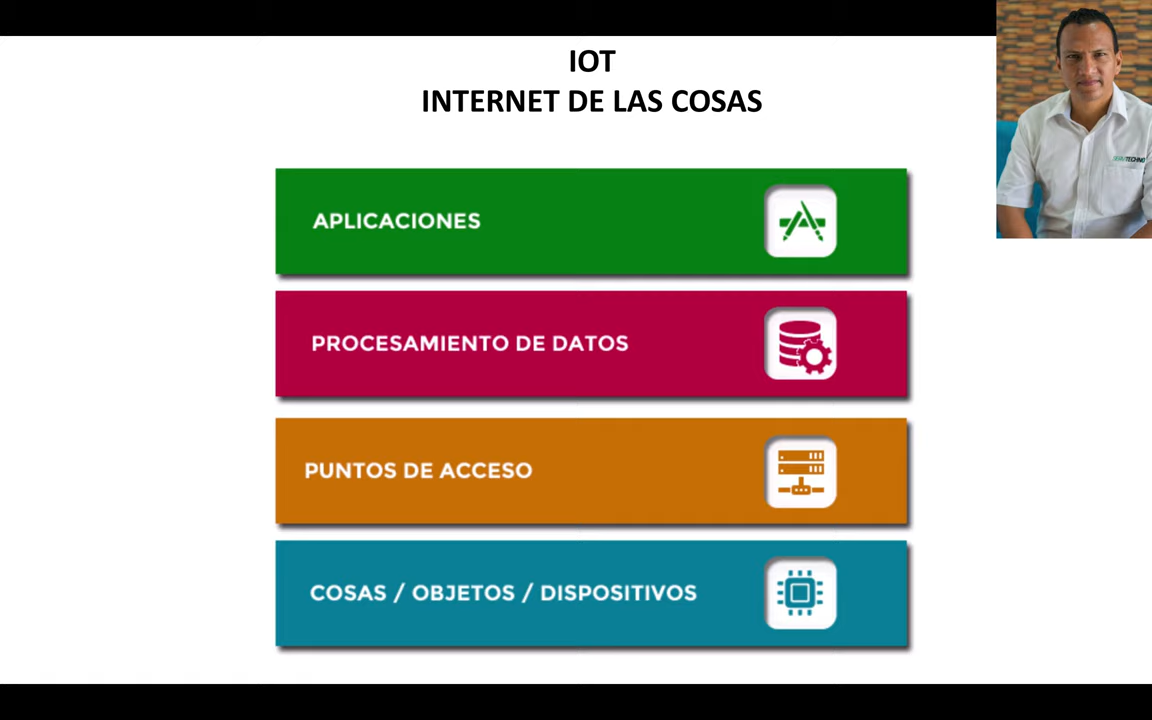 IOT
INTERNET DE LAS COSAS
APLICACIONES
PROCESAMIENTO DE DATOS
PUNTOS DE ACCESO
COSAS / OBJETOS / DISPOSITIVOS